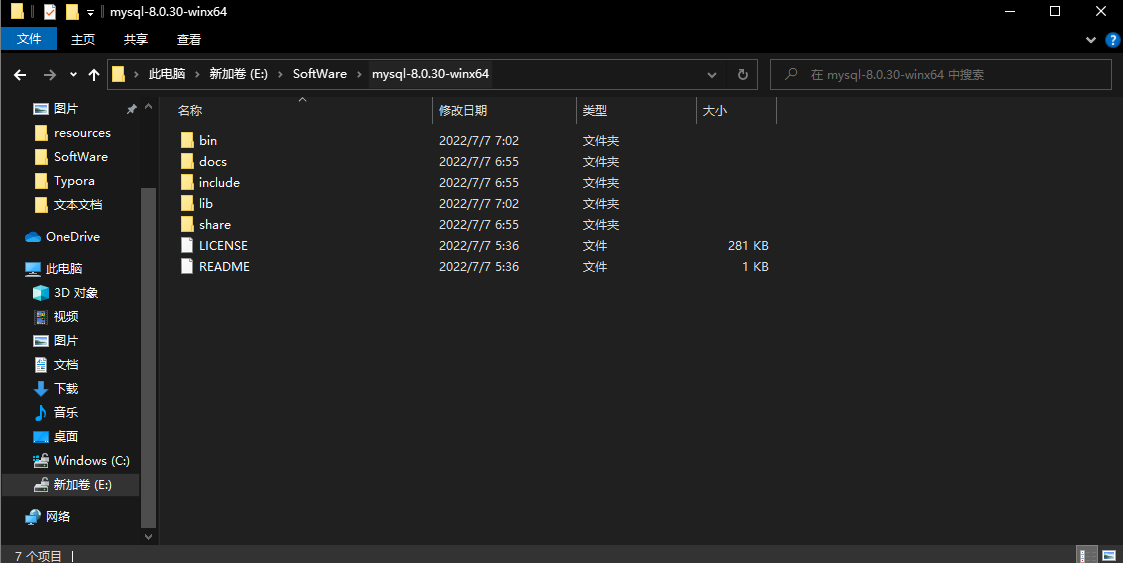 mysql-8.0.30-winx64
文件 主页 共享 查看
此电脑 新加卷 (E:) SoftWare mysql-8.0.30-winx64 在 mysql-8.0.30-winx64 中搜索
图片
resources
SoftWare
Typora
文本文档
OneDrive
此电脑
3D 对象
视频
图片
文档
下载
音乐
桌面
Windows (C:)
新加卷 (E:)
网络
名称 修改日期 类型 大小
bin 2022/7/7 7:02 文件夹
docs 2022/7/7 6:55 文件夹
include 2022/7/7 6:55 文件夹
lib 2022/7/7 7:02 文件夹
share 2022/7/7 6:55 文件夹
LICENSE 2022/7/7 5:36 文件 281 KB
README 2022/7/7 5:36 文件 1 KB
7 个项目